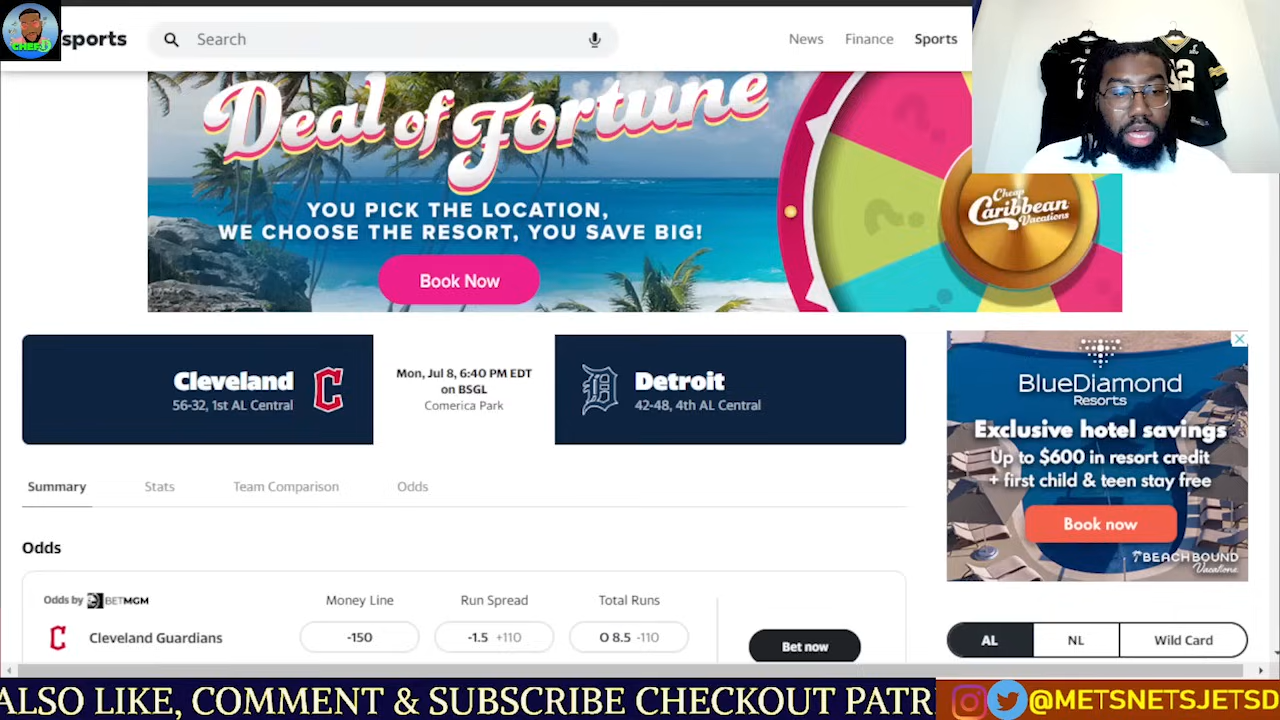 CHEF
sports
Search
News
Finance
Sports
Deal of Fortune
YOU PICK THE LOCATION,
WE CHOOSE THE RESORT, YOU SAVE BIG!
Book Now
Cheap
Caribbean
Vacations
Cleveland
56-32, 1st AL Central
Mon, Jul 8, 6:40 PM EDT
on BSGL
Comerica Park
Detroit
42-48, 4th AL Central
BlueDiamond
Resorts
Exclusive hotel savings
Up to $600 in resort credit
+ first child & teen stay free
Book now
BEACHBOUND
Vacations
Summary
Stats
Team Comparison
Odds
Odds
Odds by BETMGM
Money Line
Run Spread
Total Runs
Cleveland Guardians
-150
-1.5 +110
O 8.5 -110
Bet now
AL
NL
Wild Card
ALSO LIKE, COMMENT & SUBSCRIBE CHECKOUT PATR
@METSNETSJETSD